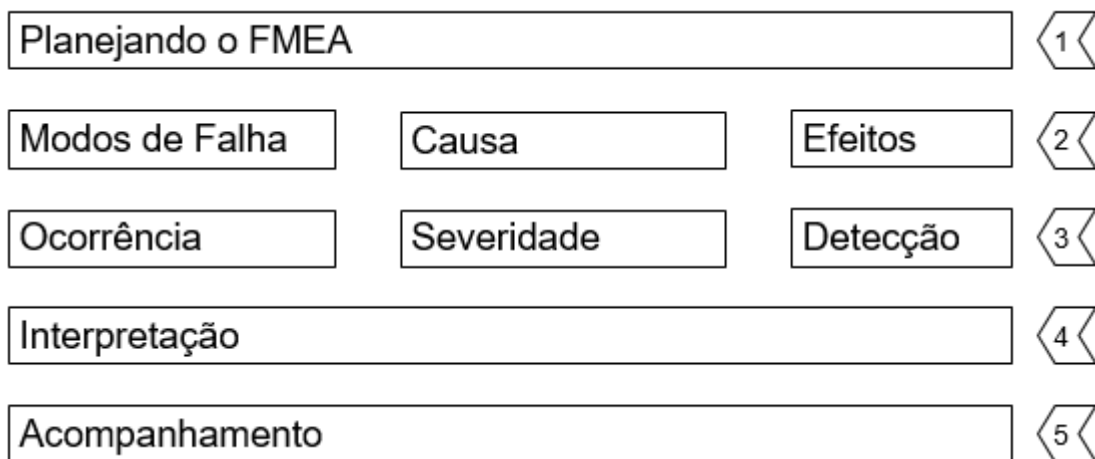 Planejando o FMEA 1
Modos de Falha Causa Efeitos 2
Ocorrência Severidade Detecção 3
Interpretação 4
Acompanhamento 5